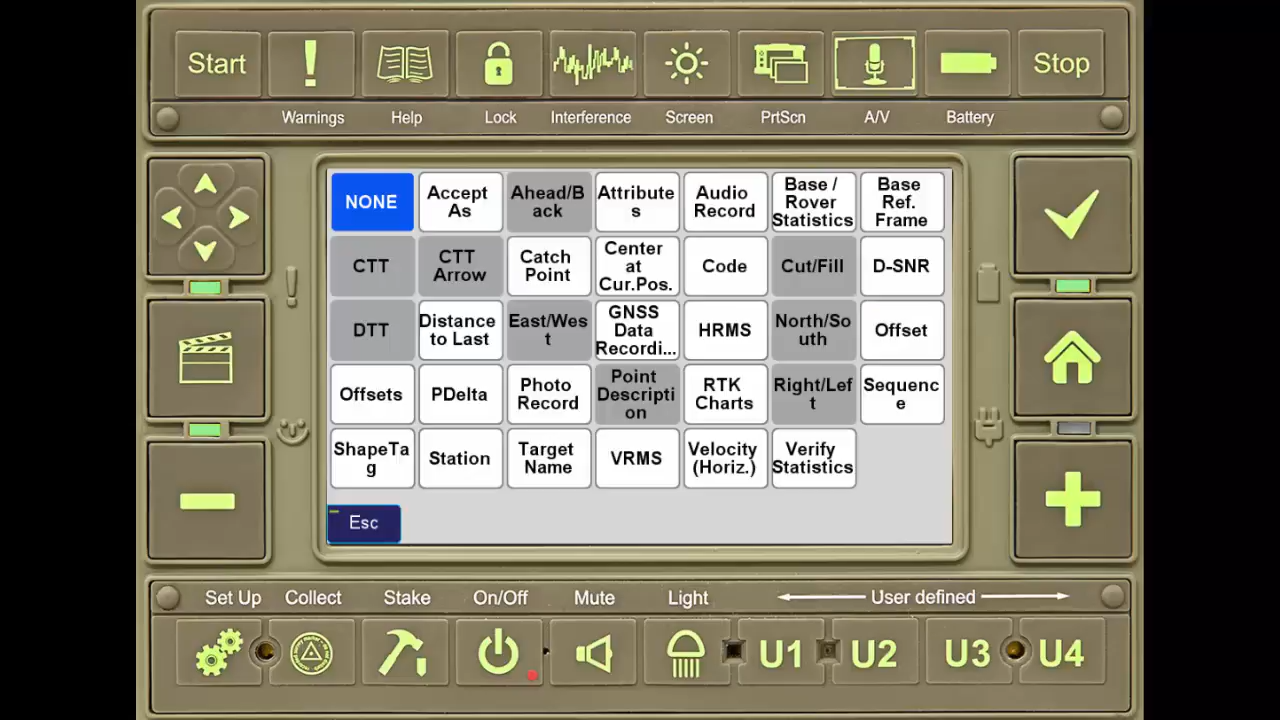 Start
Stop
Warnings
Help
Lock
Interference
Screen
PrtScn
A/V
Battery
NONE
Accept
As
Ahead/B
ack
Attribute
s
Audio
Record
Base /
Rover
Statistics
Base
Ref.
Frame
CTT
CTT
Arrow
Catch
Point
Center
at
Cur.Pos.
Code
Cut/Fill
D-SNR
DTT
Distance
to Last
East/Wes
t
GNSS
Data
Recordi...
HRMS
North/So
uth
Offset
Offsets
PDelta
Photo
Record
Point
Descripti
on
RTK
Charts
Right/Lef
t
Sequenc
e
ShapeTa
g
Station
Target
Name
VRMS
Velocity
(Horiz.)
Verify
Statistics
Esc
Set Up
Collect
Stake
On/Off
Mute
Light
User defined
U1
U2
U3
U4